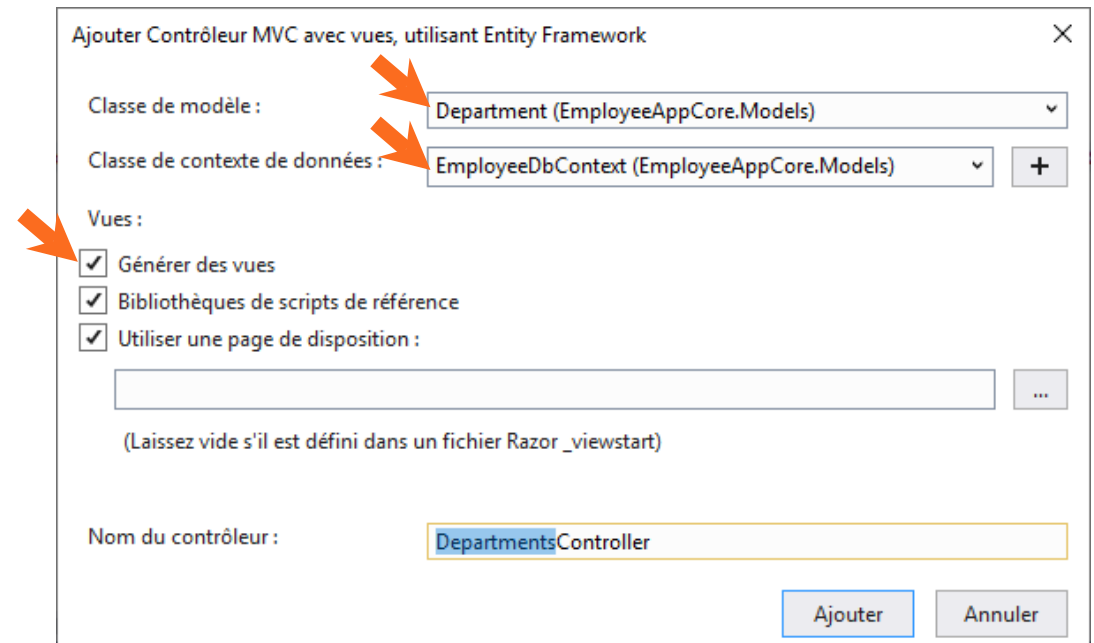 Ajouter Contrôleur MVC avec vues, utilisant Entity Framework
Classe de modèle :
Department (EmployeeAppCore.Models)
Classe de contexte de données :
EmployeeDbContext (EmployeeAppCore.Models)
+
Vues :
Générer des vues
Bibliothèques de scripts de référence
Utiliser une page de disposition :
...
(Laissez vide s'il est défini dans un fichier Razor _viewstart)
Nom du contrôleur :
DepartmentsController
Ajouter
Annuler